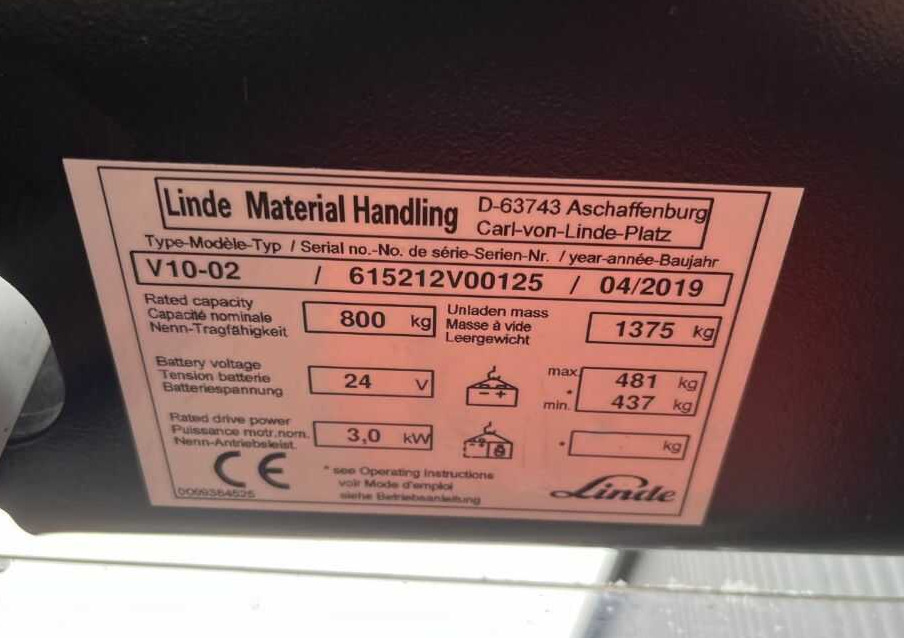 Linde Material Handling
D-63743 Aschaffenburg
Carl-von-Linde-Platz
Type-Modèle-Typ / Serial no.-No. de série-Serien-Nr. / year-année-Baujahr
V10-02 / 615212V00125 / 04/2019
Rated capacity
Capacité nominale
Nenn-Tragfähigkeit
800 kg
Unladen mass
Masse à vide
Leergewicht
1375 kg
Battery voltage
Tension batterie
Batteriespannung
24 V
- +
max.
*
min.
481 kg
437 kg
Rated drive power
Puissance motr.nom.
Nenn-Antriebsleist.
3,0 kW
* kg
CE
* see Operating Instructions
voir Mode d'emploi
siehe Betriebsanleitung
Linde